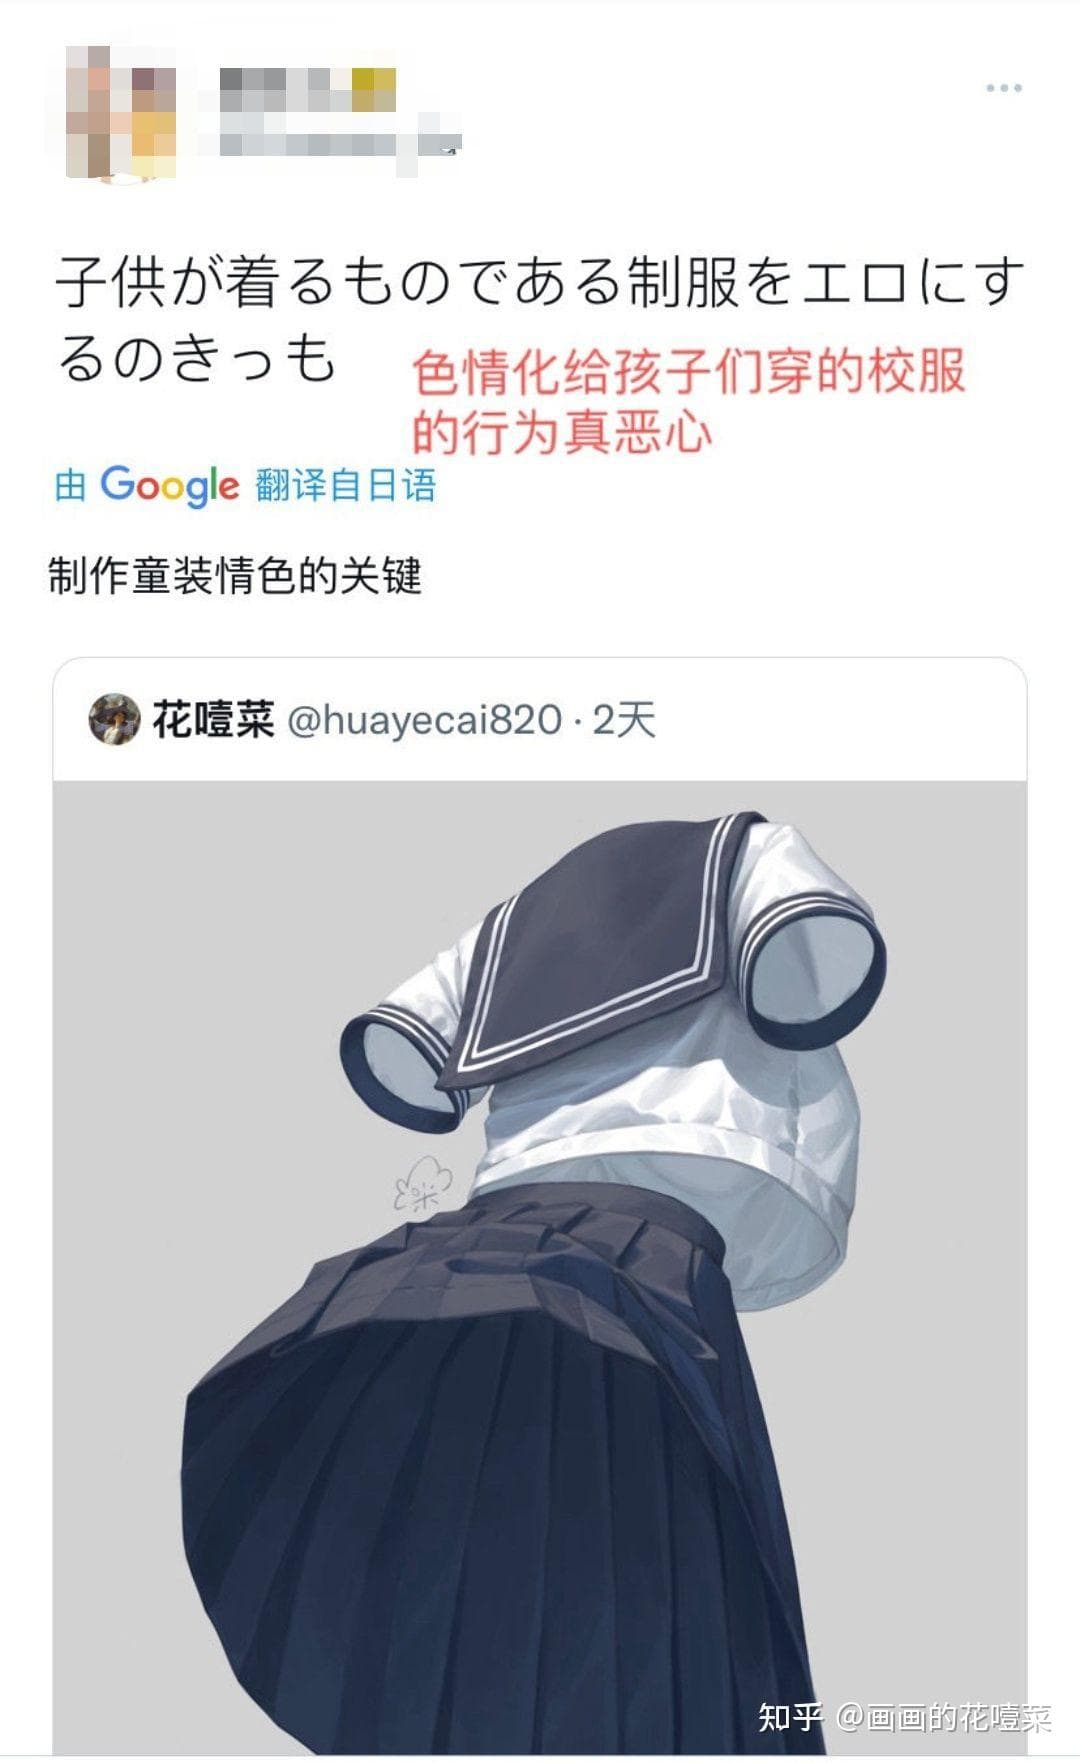 子供が着るものである制服をエロにす
るのきっも
色情化给孩子们穿的校服
的行为真恶心
由 Google 翻译自日语
制作童装情色的关键
花噎菜 @huayecai820 · 2天
米
知乎 @画画的花噎菜